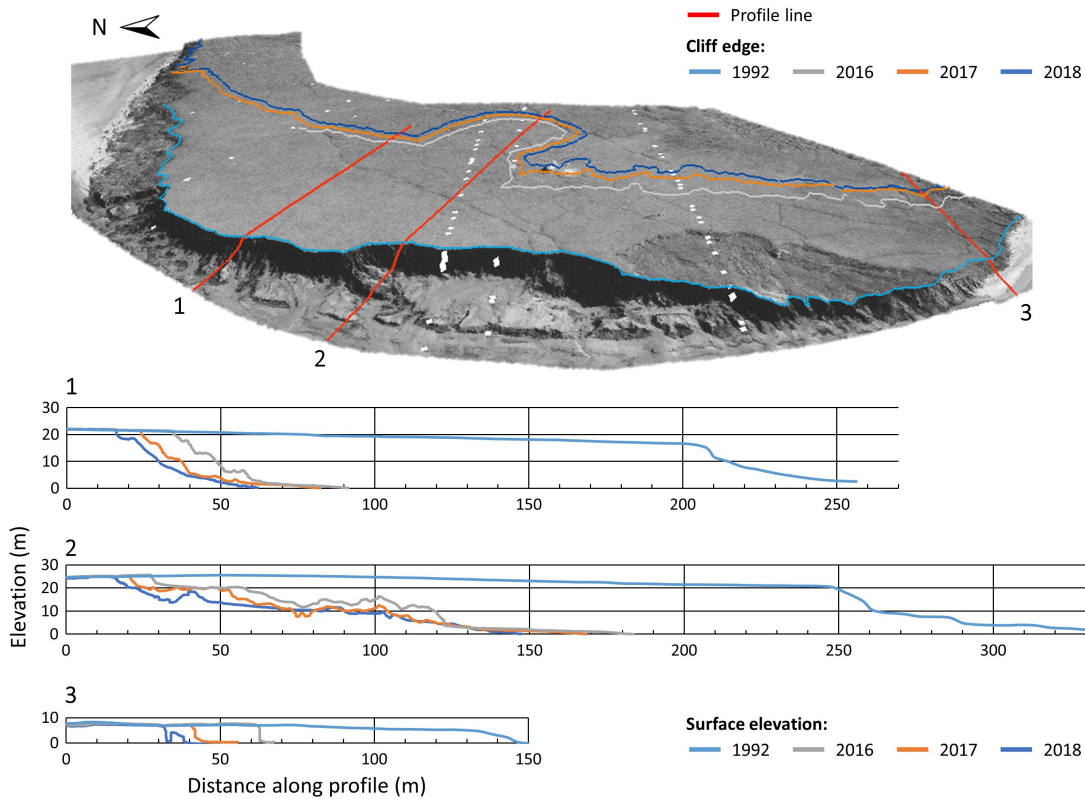 N
Profile line
Cliff edge:
1992 2016 2017 2018
1
2
3
1
30
20
10
0
0 50 100 150 200 250
2
30
20
10
0
0 50 100 150 200 250 300
Elevation (m)
3
10
0
0 50 100 150
Distance along profile (m)
Surface elevation:
1992 2016 2017 2018